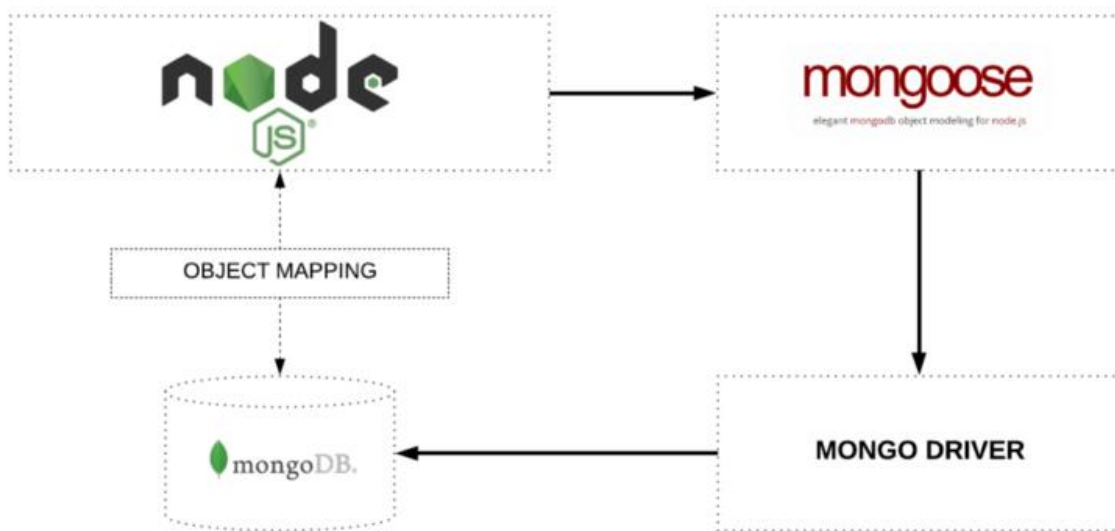 node
JS®
mongoose
elegant mongodb object modeling for node.js
OBJECT MAPPING
mongoDB.
MONGO DRIVER